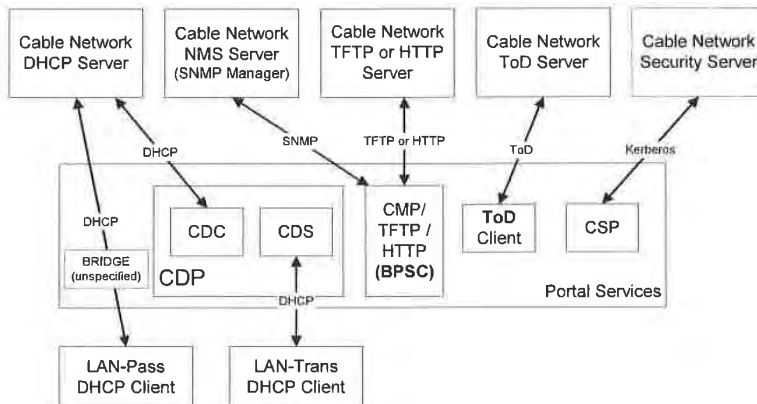 Cable Network
DHCP Server
Cable Network
NMS Server
(SNMP Manager)
Cable Network
TFTP or HTTP
Server
Cable Network
ToD Server
Cable Network
Security Server
SNMP
TFTP or HTTP
DHCP
ToD
Kerberos
DHCP
BRIDGE
(unspecified)
CDC
CDS
CDP
CMP/
TFTP /
HTTP
(BPSC)
ToD
Client
CSP
Portal Services
DHCP
LAN-Pass
DHCP Client
LAN-Trans
DHCP Client